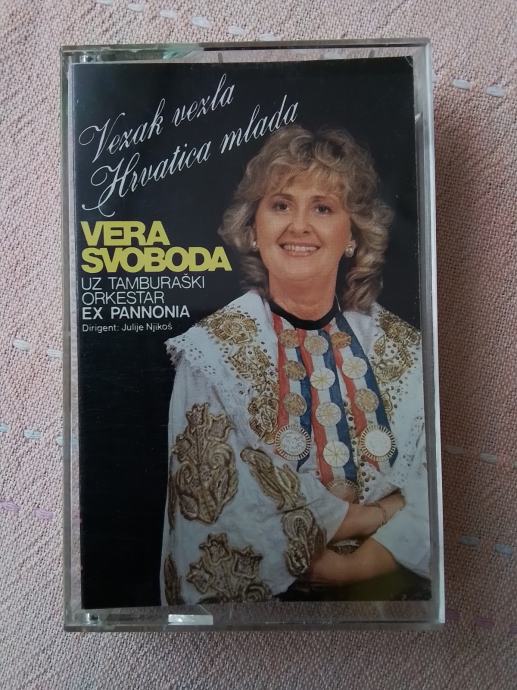 Vezak vezla
Hrvatica mlada
VERA
SVOBODA
UZ TAMBURAŠKI
ORKESTAR
EX PANNONIA
Dirigent: Julije Njikoš